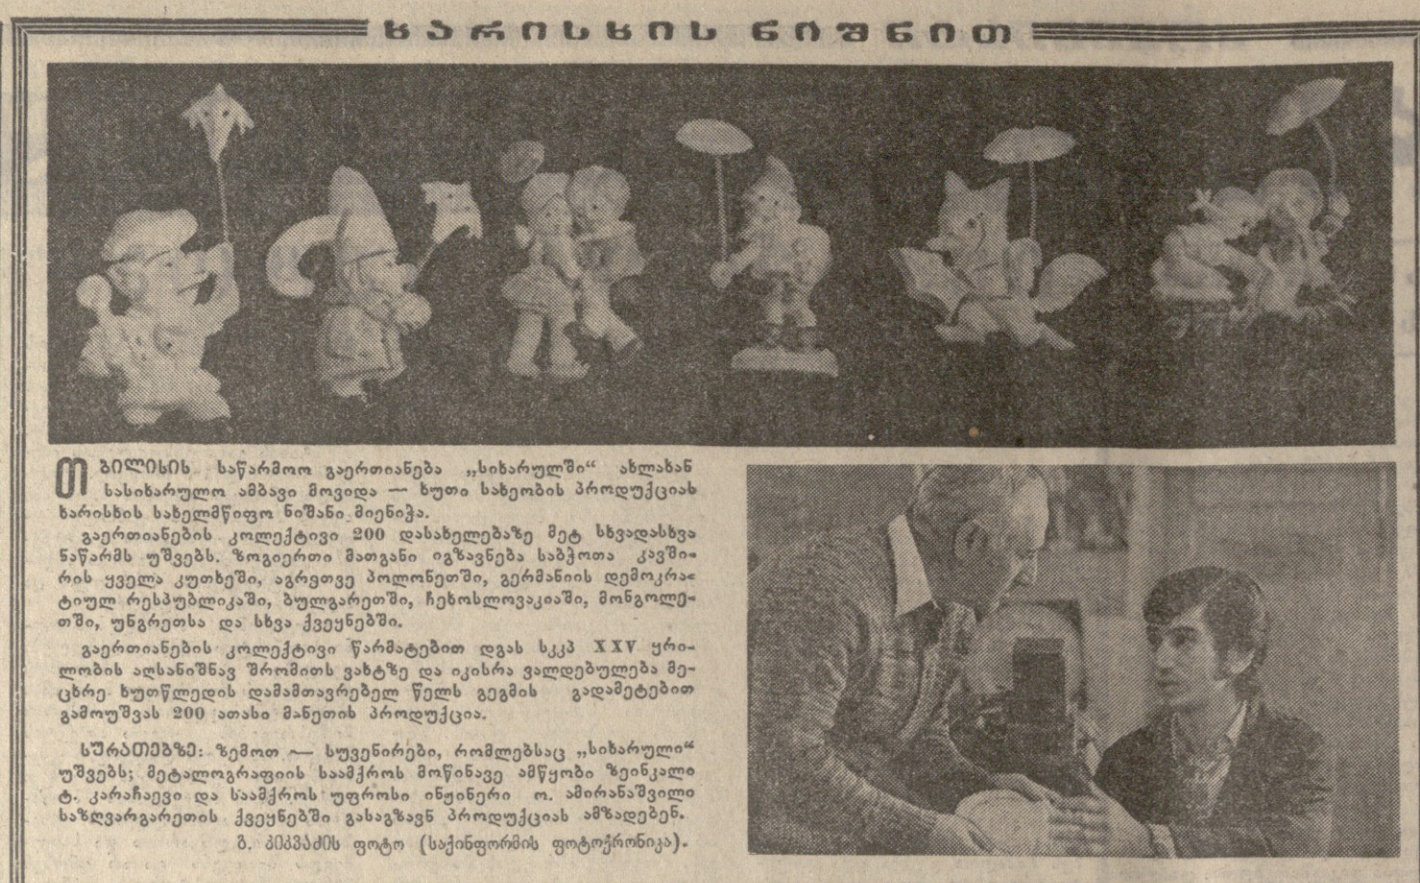 ხარისხის ნიშნით
თბილისის საწარმოო გაერთიანება „სიხარულში“ ახლახან
სასიხარულო ამბავი მოვიდა — ხუთი სახეობის პროდუქციას
ხარისხის სახელმწიფო ნიშანი მიენიჭა.
გაერთიანების კოლექტივი 200 დასახელებაზე მეტ სხვადასხვა
ნაწარმს უშვებს. ზოგიერთი მათგანი იგზავნება საბჭოთა კავში-
რის ყველა კუთხეში, აგრეთვე პოლონეთში, გერმანიის დემოკრა-
ტიულ რესპუბლიკაში, ბულგარეთში, ჩეხოსლოვაკიაში, მონგოლე-
თში, უნგრეთსა და სხვა ქვეყნებში.
გაერთიანების კოლექტივი წარმატებით დგას სკკპ XXV ყრი-
ლობის აღსანიშნავ შრომითს ვახტზე და იკისრა ვალდებულება მე-
ცხრე ხუთწლედის დამამთავრებელ წელს გეგმის გადამეტებით
გამოუშვას 200 ათასი მანეთის პროდუქცია.
სურათებზე: ზემოთ — სუვენირები, რომლებსაც „სიხარული“
უშვებს; მეტალოგრაფიის საამქროს მოწინავე ამწყობი ზეინკალი
ტ. კარაჩაევი და საამქროს უფროსი ინჟინერი ო. ამირანაშვილი
საზღვარგარეთის ქვეყნებში გასაგზავნ პროდუქციას ამზადებენ.
გ. კიკვაძის ფოტო (საქინფორმის ფოტოქრონიკა).